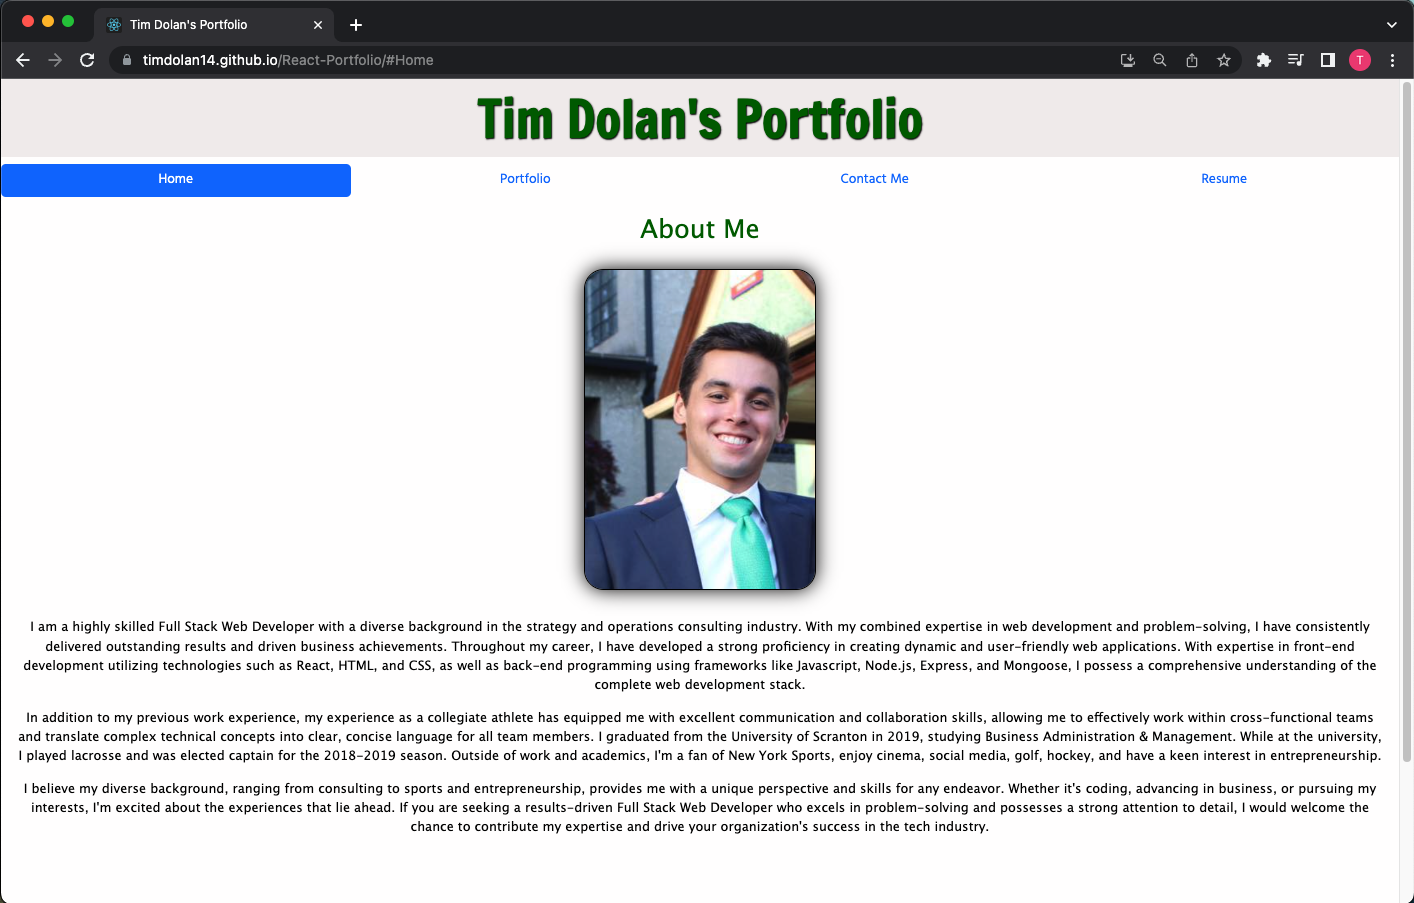 Tim Dolan's Portfolio
timdolan14.github.io/React-Portfolio/#Home
T
Tim Dolan's Portfolio
Home
Portfolio
Contact Me
Resume
About Me
I am a highly skilled Full Stack Web Developer with a diverse background in the strategy and operations consulting industry. With my combined expertise in web development and problem-solving, I have consistently
delivered outstanding results and driven business achievements. Throughout my career, I have developed a strong proficiency in creating dynamic and user-friendly web applications. With expertise in front-end
development utilizing technologies such as React, HTML, and CSS, as well as back-end programming using frameworks like Javascript, Node.js, Express, and Mongoose, I possess a comprehensive understanding of the
complete web development stack.
In addition to my previous work experience, my experience as a collegiate athlete has equipped me with excellent communication and collaboration skills, allowing me to effectively work within cross-functional teams
and translate complex technical concepts into clear, concise language for all team members. I graduated from the University of Scranton in 2019, studying Business Administration & Management. While at the university,
I played lacrosse and was elected captain for the 2018-2019 season. Outside of work and academics, I'm a fan of New York Sports, enjoy cinema, social media, golf, hockey, and have a keen interest in entrepreneurship.
I believe my diverse background, ranging from consulting to sports and entrepreneurship, provides me with a unique perspective and skills for any endeavor. Whether it's coding, advancing in business, or pursuing my
interests, I'm excited about the experiences that lie ahead. If you are seeking a results-driven Full Stack Web Developer who excels in problem-solving and possesses a strong attention to detail, I would welcome the
chance to contribute my expertise and drive your organization's success in the tech industry.